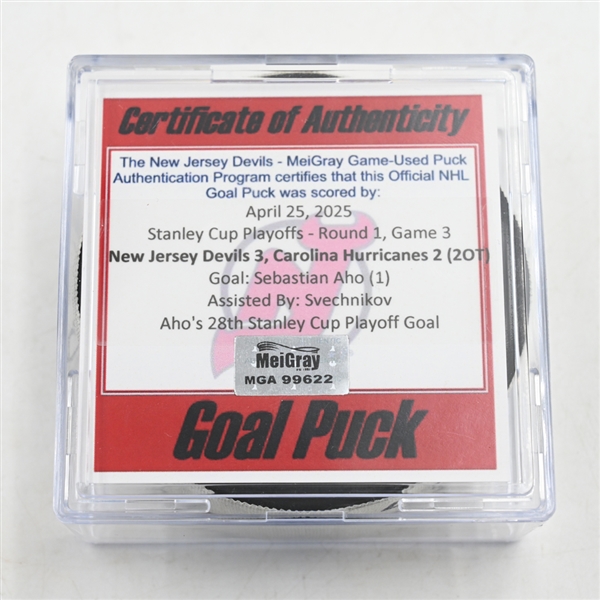 Certificate of Authenticity
The New Jersey Devils - MeiGray Game-Used Puck
Authentication Program certifies that this Official NHL
Goal Puck was scored by:
April 25, 2025
Stanley Cup Playoffs - Round 1, Game 3
New Jersey Devils 3, Carolina Hurricanes 2 (2OT)
Goal: Sebastian Aho (1)
Assisted By: Svechnikov
Aho's 28th Stanley Cup Playoff Goal
MeiGray
MGA 99622
Goal Puck